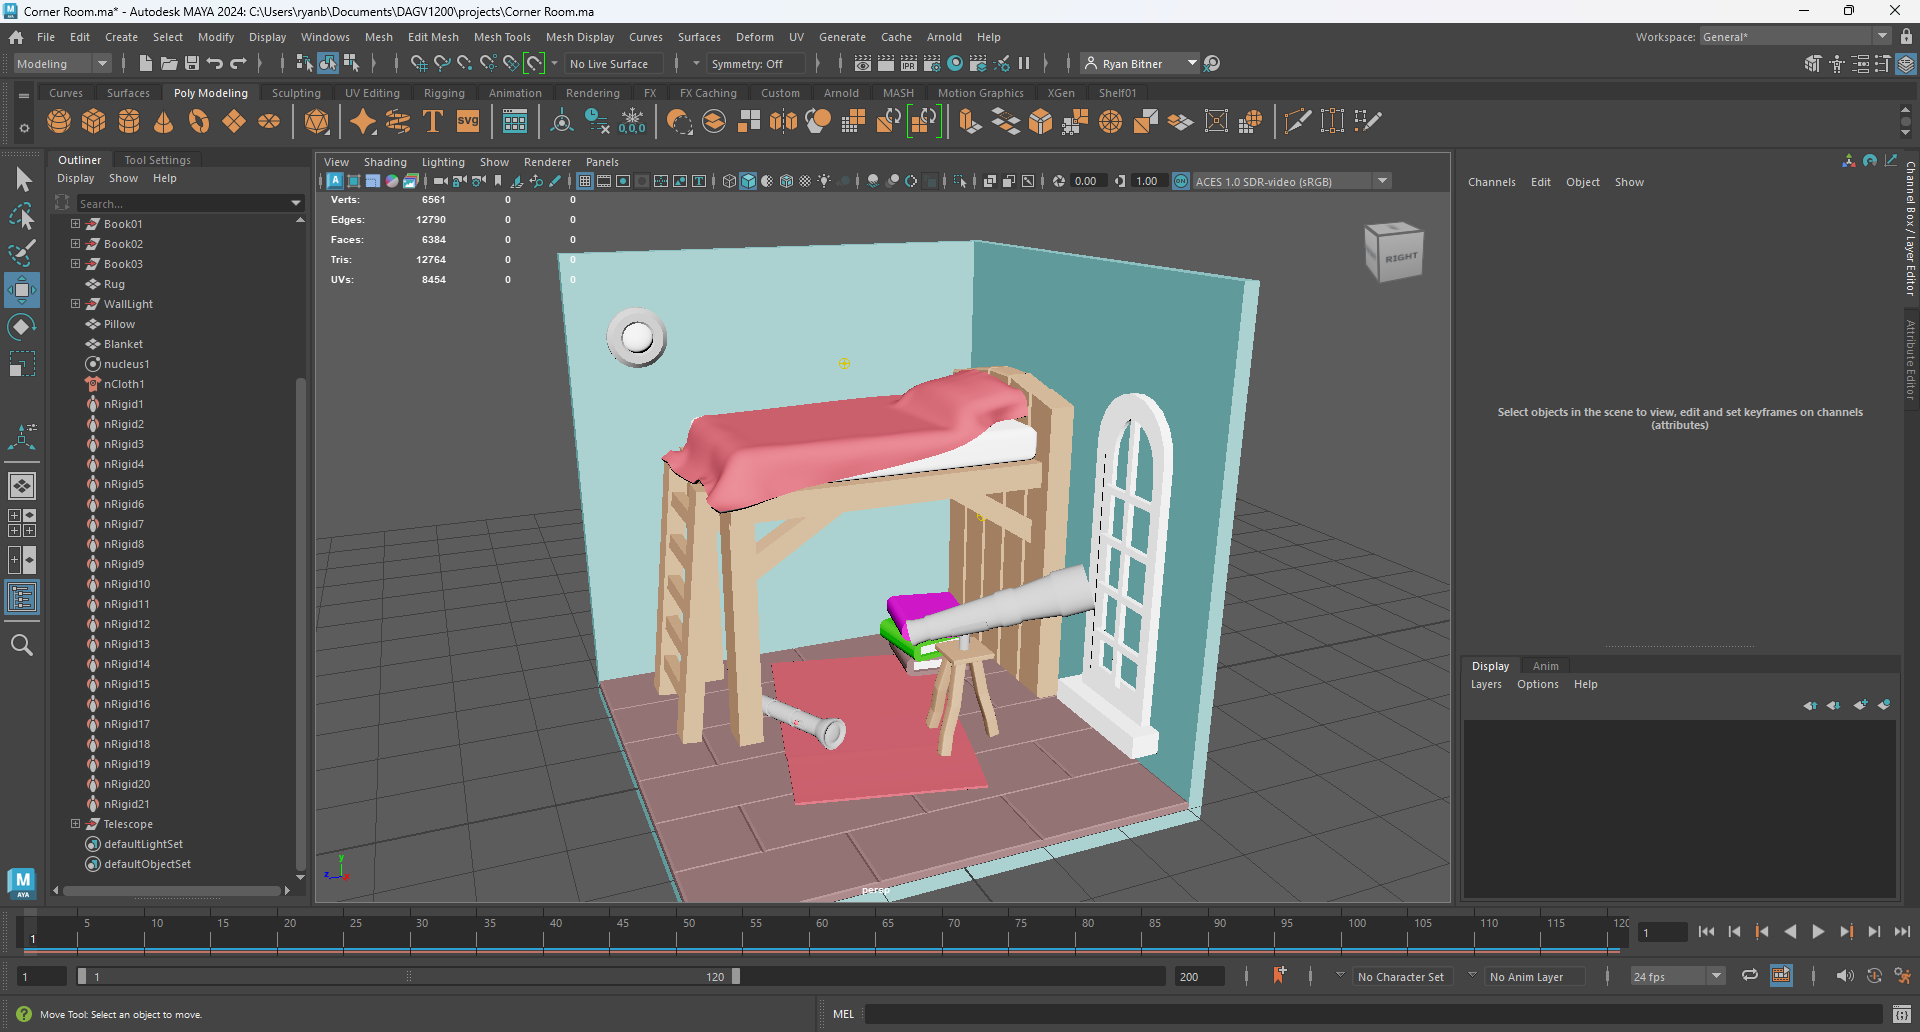 Corner Room.ma* - Autodesk MAYA 2024: C:\Users\ryanb\Documents\DAGV1200\projects\Corner Room.ma
File Edit Create Select Modify Display Windows Mesh Edit Mesh Mesh Tools Mesh Display Curves Surfaces Deform UV Generate Cache Arnold Help
Workspace: General*
Modeling
No Live Surface
Symmetry: Off
IPR
Ryan Bitner
Curves Surfaces Poly Modeling Sculpting UV Editing Rigging Animation Rendering FX FX Caching Custom Arnold MASH Motion Graphics XGen Shelf01
T
svg
0,0,0
Outliner Tool Settings
Display Show Help
Search...
Book01
Book02
Book03
Rug
WallLight
Pillow
Blanket
nucleus1
nCloth1
nRigid1
nRigid2
nRigid3
nRigid4
nRigid5
nRigid6
nRigid7
nRigid8
nRigid9
nRigid10
nRigid11
nRigid12
nRigid13
nRigid14
nRigid15
nRigid16
nRigid17
nRigid18
nRigid19
nRigid20
nRigid21
Telescope
defaultLightSet
defaultObjectSet
M
AYA
View Shading Lighting Show Renderer Panels
0.00
1.00
ON
ACES 1.0 SDR-video (sRGB)
Verts: 6561 0 0
Edges: 12790 0 0
Faces: 6384 0 0
Tris: 12764 0 0
UVs: 8454 0 0
RIGHT
y
z
x
persp
Channels Edit Object Show
Select objects in the scene to view, edit and set keyframes on channels
(attributes)
Channel Box / Layer Editor
Attribute Editor
Display Anim
Layers Options Help
5 10 15 20 25 30 35 40 45 50 55 60 65 70 75 80 85 90 95 100 105 110 115 120
1
1
1 1 120 200
No Character Set
No Anim Layer
24 fps
Move Tool: Select an object to move.
MEL